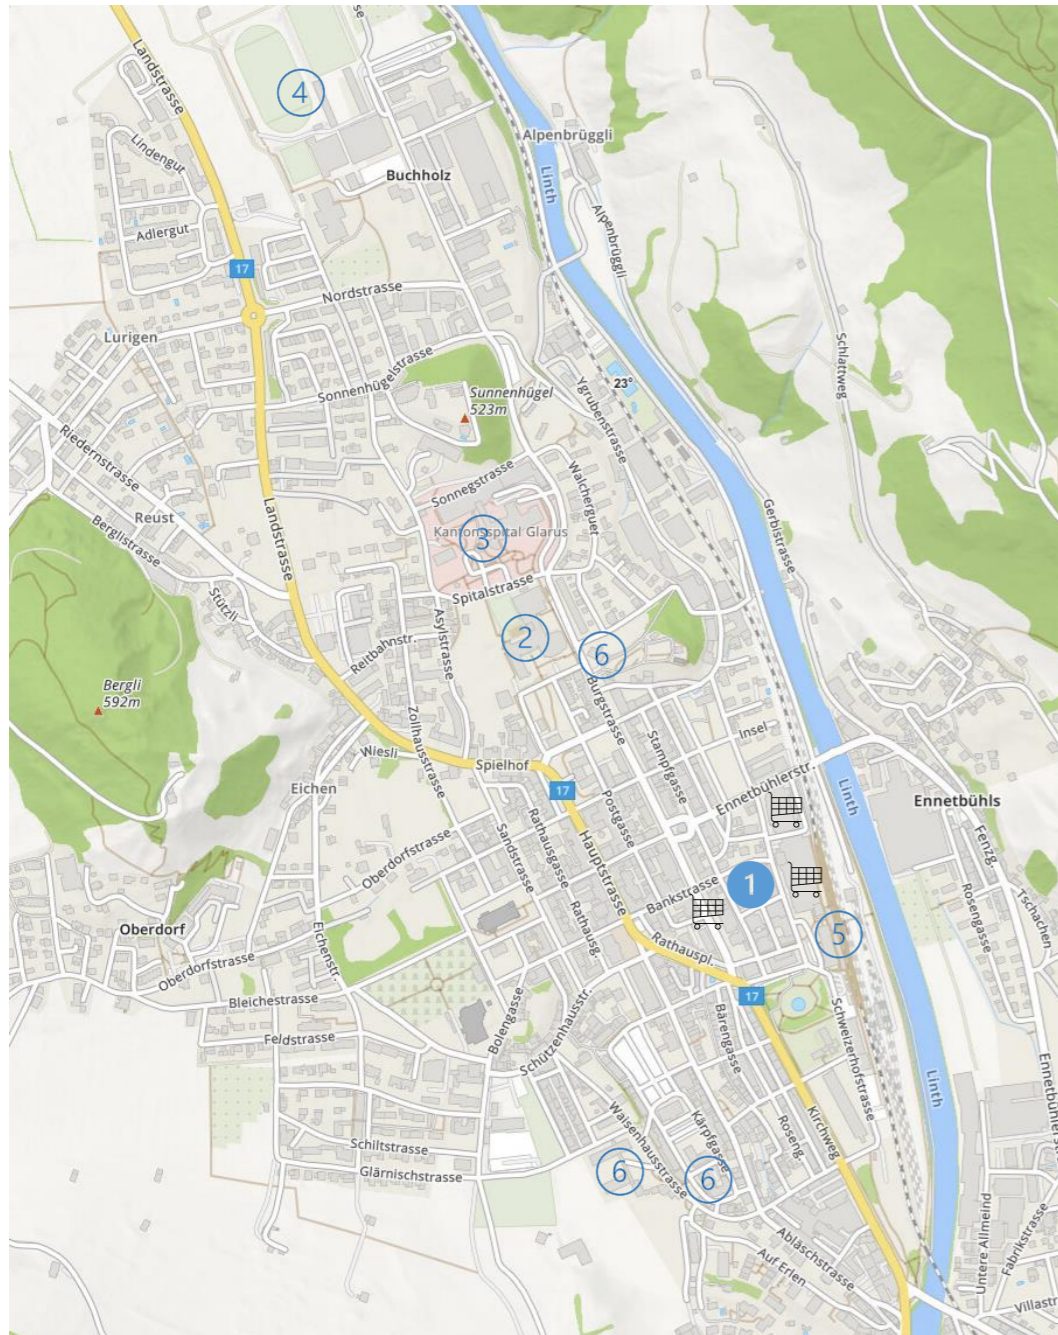 Landstrasse
4
Alpenbrüggli
Lindengut
Buchholz
Linth
Adlergut
Alpenbrüggli
17
Nordstrasse
Lurigen
Schlattweg
Sonnenhügelstrasse
23°
Sunnenhügel
523m
Ygrubenstrasse
Riedernstrasse
Sonnegstrasse
Walcherguet
Gerbistrasse
Reust
Landstrasse
Kantonsspital Glarus
3
Berglistrasse
Spitalstrasse
Stützli
Asylstrasse
2
Reitbahnstr.
6
Bergli
592m
Burgstrasse
Zollhausstrasse
Insel
Stampfgasse
Wiesli
Spielhof
Ennetbühlerstr.
Linth
Eichen
17
Postgasse
Ennetbühls
Rathausgasse
Hauptstrasse
Fenzg.
Sandstrasse
Oberdorfstrasse
Bankstrasse
1
Rosengasse
Tschachen
Oberdorf
Eichenstr.
Rathausg.
5
Rathauspl.
Oberdorfstrasse
17
Bleichestrasse
Bolengasse
Schützenhausstr.
Bärengasse
Schweizerhofstrasse
Feldstrasse
Linth
Waisenhausstrasse
Kärpfgasse
Kirchweg
Roseng.
Schiltstrasse
Glärnischstrasse
6
6
Abläschstrasse
Auf Erlen
Untere Allmeind
Fabrikstrasse